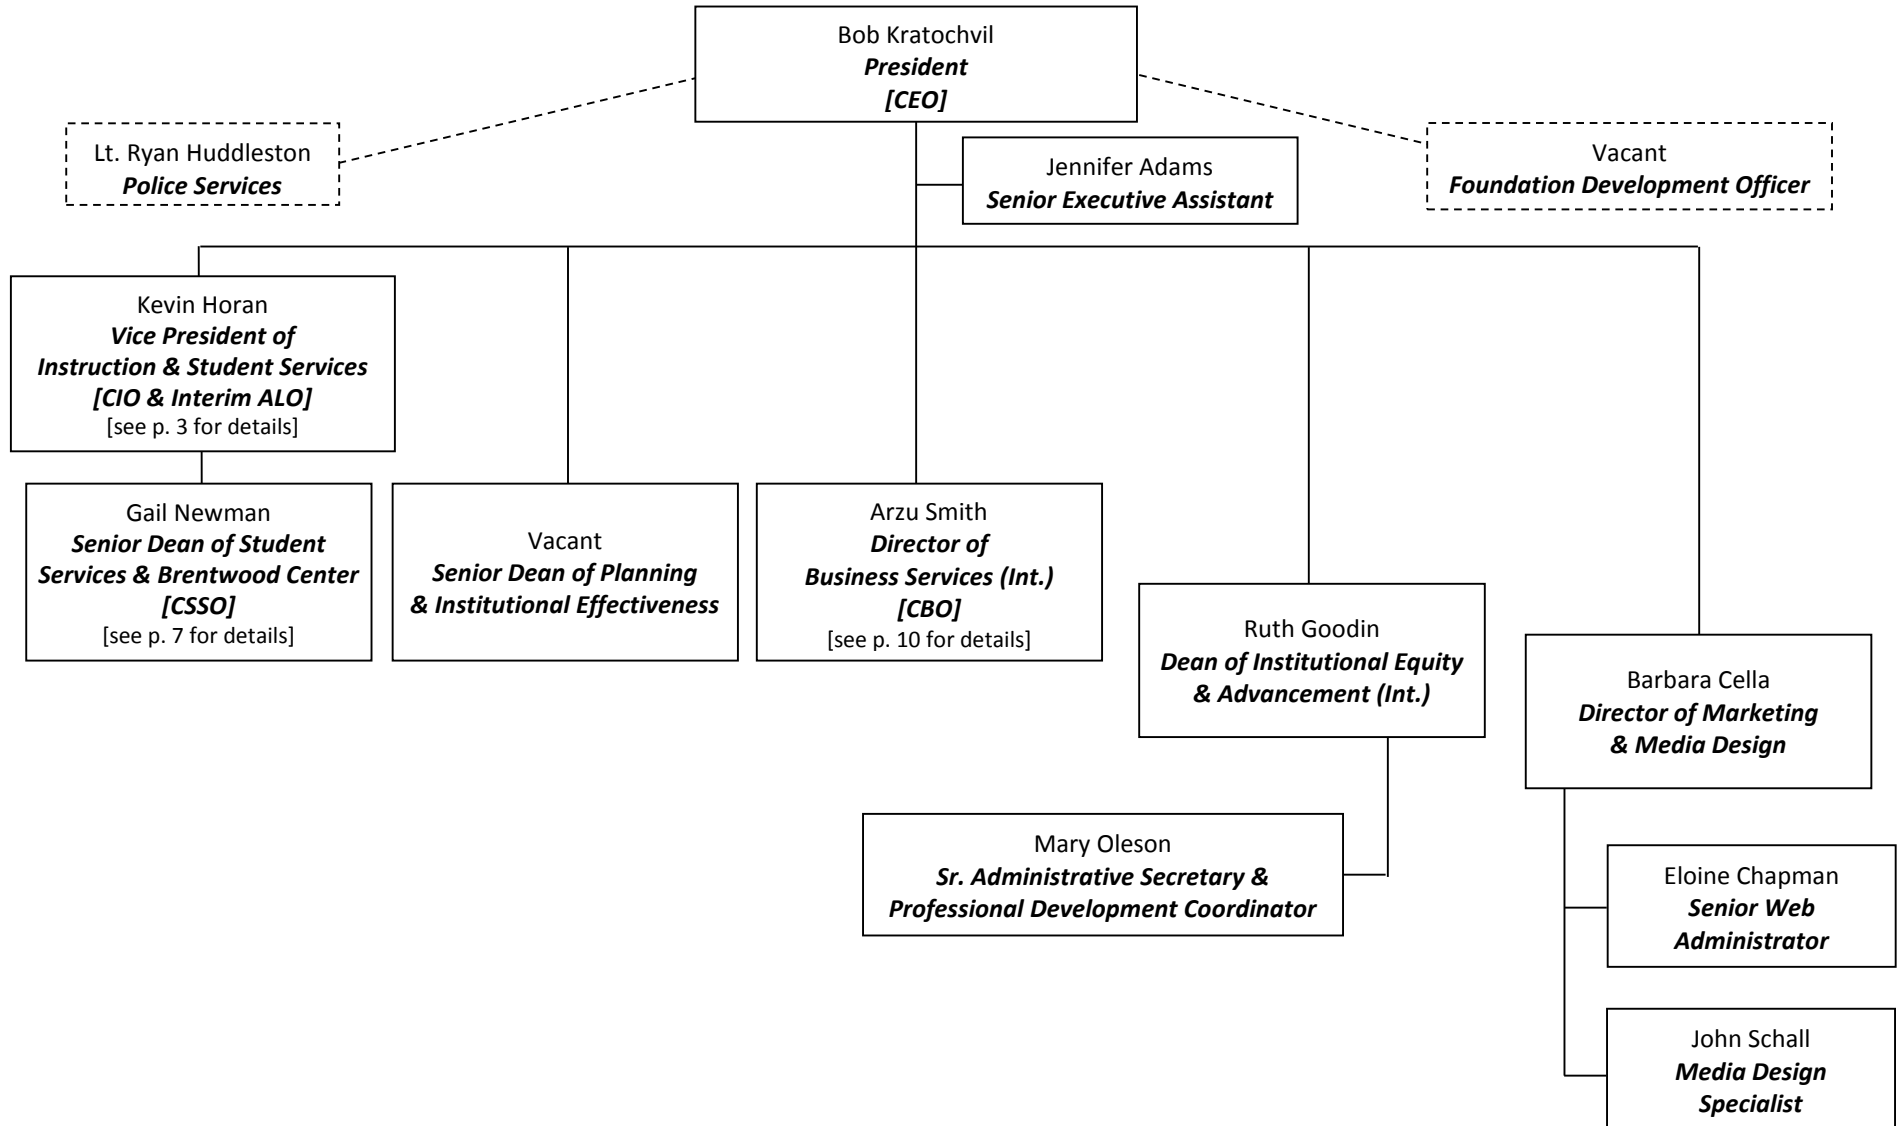 Bob Kratochvil
President
[CEO]
Lt. Ryan Huddleston
Police Services
Jennifer Adams
Senior Executive Assistant
Vacant
Foundation Development Officer
Kevin Horan
Vice President of
Instruction & Student Services
[CIO & Interim ALO]
[see p. 3 for details]
Gail Newman
Senior Dean of Student
Services & Brentwood Center
[CSSO]
[see p. 7 for details]
Vacant
Senior Dean of Planning
& Institutional Effectiveness
Arzu Smith
Director of
Business Services (Int.)
[CBO]
[see p. 10 for details]
Ruth Goodin
Dean of Institutional Equity
& Advancement (Int.)
Barbara Cella
Director of Marketing
& Media Design
Mary Oleson
Sr. Administrative Secretary &
Professional Development Coordinator
Eloine Chapman
Senior Web
Administrator
John Schall
Media Design
Specialist